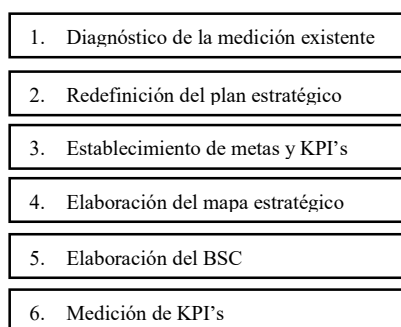 1. Diagnóstico de la medición existente
2. Redefinición del plan estratégico
3. Establecimiento de metas y KPI’s
4. Elaboración del mapa estratégico
5. Elaboración del BSC
6. Medición de KPI’s